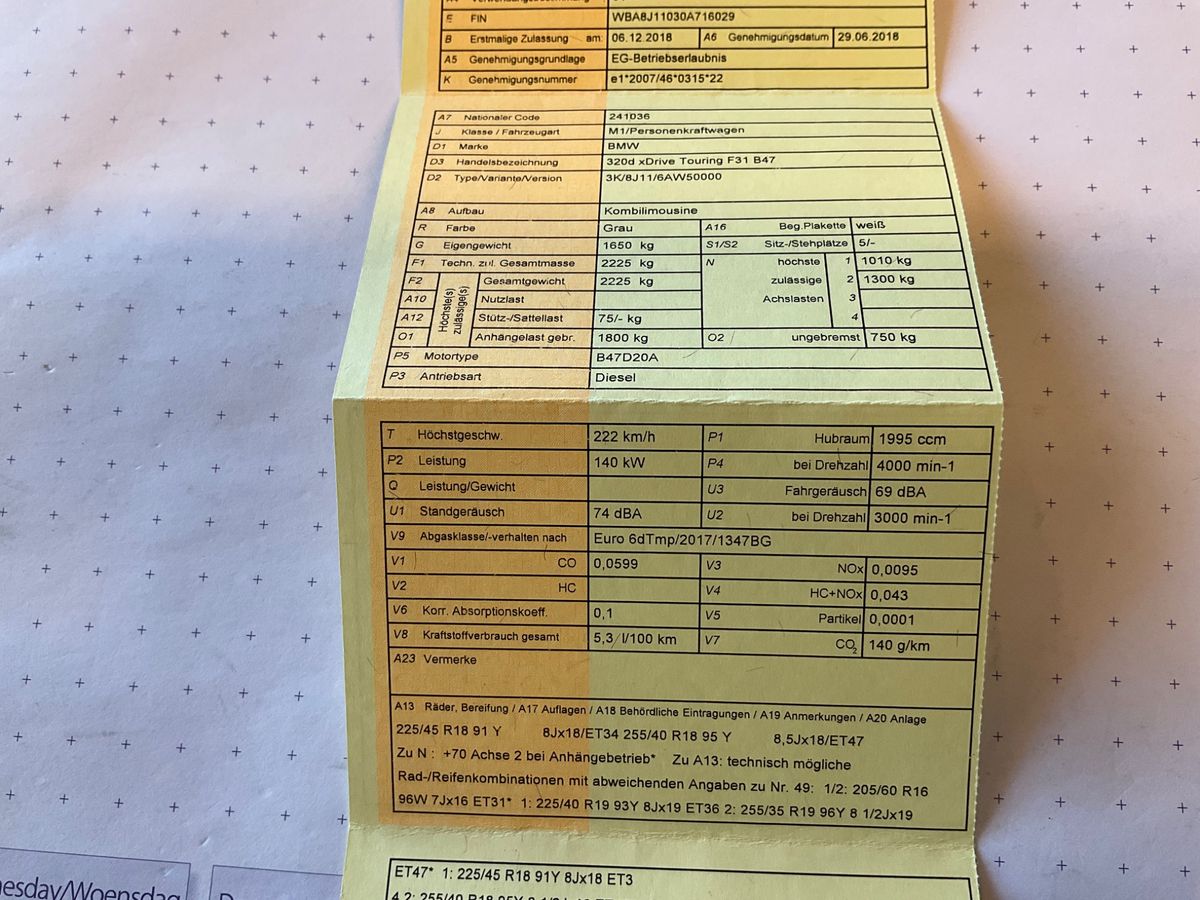 E FIN WBA8J11030A716029
B Erstmalige Zulassung am: 06.12.2018 A6 Genehmigungsdatum 29.06.2018
A5 Genehmigungsgrundlage EG-Betriebserlaubnis
K Genehmigungsnummer e1*2007/46*0315*22
A7 Nationaler Code 241036
J Klasse / Fahrzeugart M1/Personenkraftwagen
D1 Marke BMW
D3 Handelsbezeichnung 320d xDrive Touring F31 B47
D2 Type/Variante/Version 3K/8J11/6AW50000
A8 Aufbau Kombilimousine
R Farbe Grau A16 Beg.Plakette weiß
G Eigengewicht 1650 kg S1/S2 Sitz-/Stehplätze 5/-
F1 Techn. zul. Gesamtmasse 2225 kg N höchste 1 1010 kg
F2 Höchste(s) zulässige(s) Gesamtgewicht 2225 kg zulässige 2 1300 kg
A10 Nutzlast Achslasten 3
A12 Stütz-/Sattellast 75/- kg 4
O1 Anhängelast gebr. 1800 kg O2 ungebremst 750 kg
P5 Motortype B47D20A
P3 Antriebsart Diesel
T Höchstgeschw. 222 km/h P1 Hubraum 1995 ccm
P2 Leistung 140 kW P4 bei Drehzahl 4000 min-1
Q Leistung/Gewicht U3 Fahrgeräusch 69 dBA
U1 Standgeräusch 74 dBA U2 bei Drehzahl 3000 min-1
V9 Abgasklasse/-verhalten nach Euro 6dTmp/2017/1347BG
V1 CO 0,0599 V3 NOx 0,0095
V2 HC V4 HC+NOx 0,043
V6 Korr. Absorptionskoeff. 0,1 V5 Partikel 0,0001
V8 Kraftstoffverbrauch gesamt 5,3 l/100 km V7 CO2 140 g/km
A23 Vermerke
A13 Räder, Bereifung / A17 Auflagen / A18 Behördliche Eintragungen / A19 Anmerkungen / A20 Anlage
225/45 R18 91 Y 8Jx18/ET34 255/40 R18 95 Y 8,5Jx18/ET47
Zu N : +70 Achse 2 bei Anhängebetrieb* Zu A13: technisch mögliche
Rad-/Reifenkombinationen mit abweichenden Angaben zu Nr. 49: 1/2: 205/60 R16
96W 7Jx16 ET31* 1: 225/40 R19 93Y 8Jx19 ET36 2: 255/35 R19 96Y 8 1/2Jx19
ET47* 1: 225/45 R18 91Y 8Jx18 ET3
4 2: 255/40 R18 95Y 8 1/2Jx18